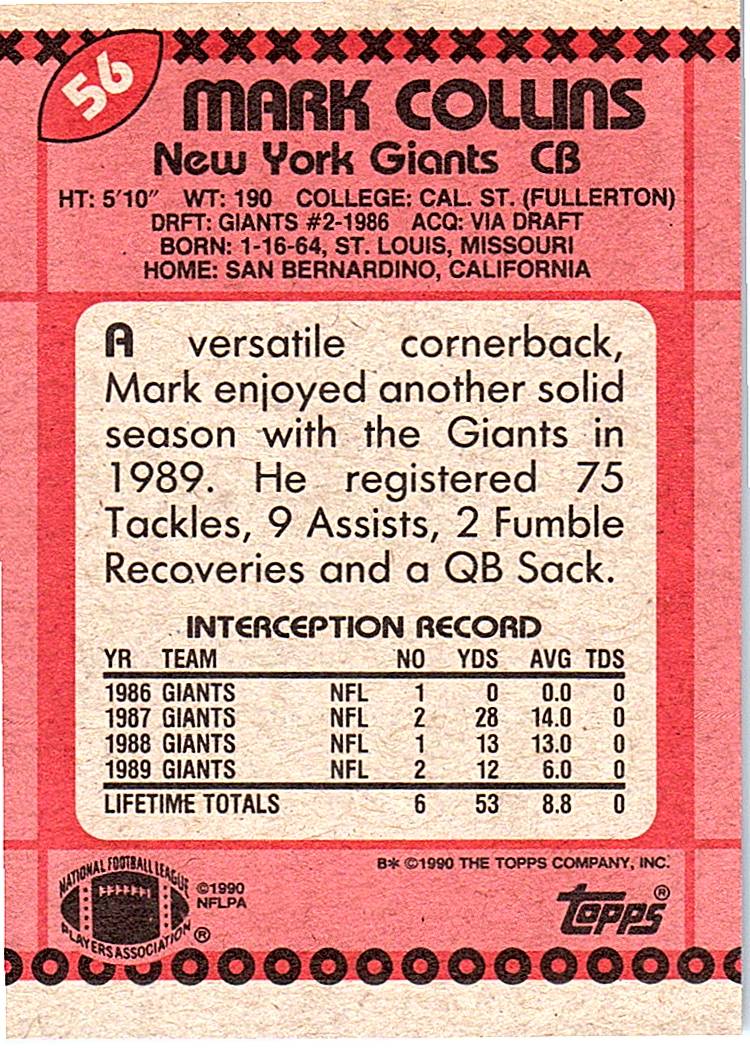 56
MARK COLLINS
New York Giants CB
HT: 5'10" WT: 190 COLLEGE: CAL. ST. (FULLERTON)
DRFT: GIANTS #2-1986 ACQ: VIA DRAFT
BORN: 1-16-64, ST. LOUIS, MISSOURI
HOME: SAN BERNARDINO, CALIFORNIA
A versatile cornerback,
Mark enjoyed another solid
season with the Giants in
1989. He registered 75
Tackles, 9 Assists, 2 Fumble
Recoveries and a QB Sack.
INTERCEPTION RECORD
YR TEAM NO YDS AVG TDS
1986 GIANTS NFL 1 0 0.0 0
1987 GIANTS NFL 2 28 14.0 0
1988 GIANTS NFL 1 13 13.0 0
1989 GIANTS NFL 2 12 6.0 0
LIFETIME TOTALS 6 53 8.8 0
B* ©1990 THE TOPPS COMPANY, INC.
NATIONAL FOOTBALL LEAGUE
PLAYERS ASSOCIATION ®
©1990
NFLPA
Topps ®